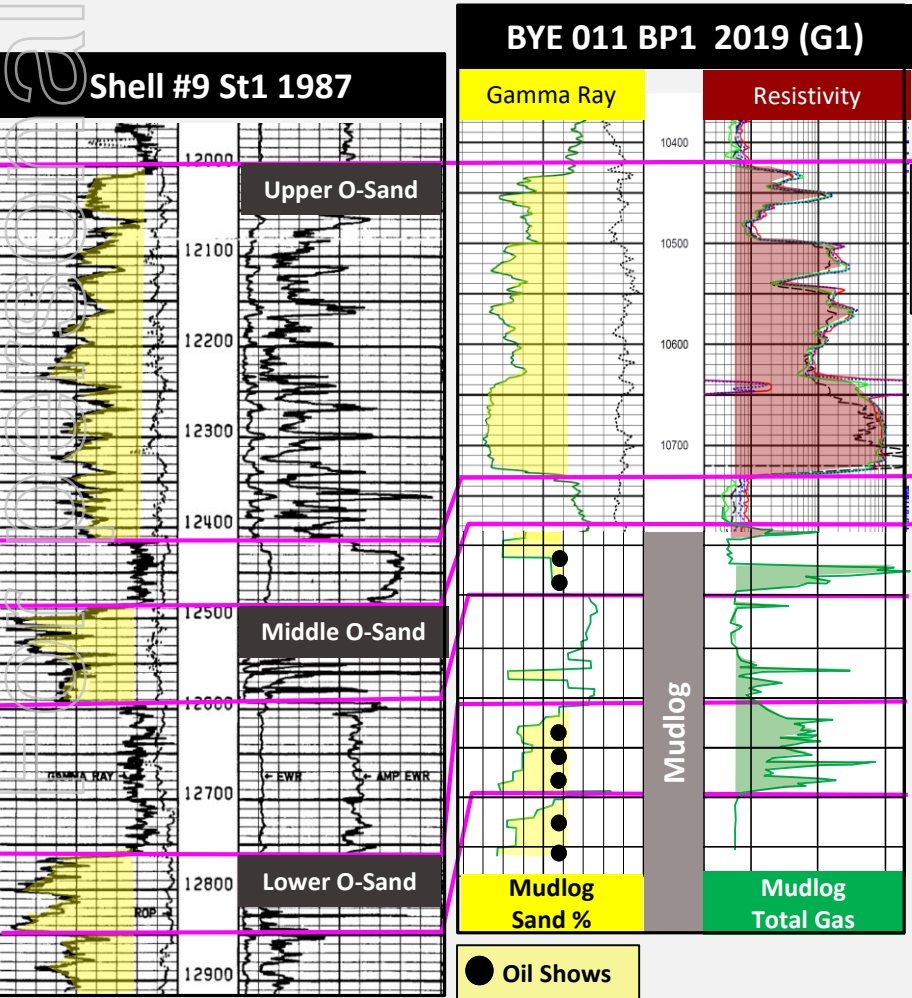 For personal
Shell #9 St1 1987
BYE 011 BP1 2019 (G1)
Gamma Ray
Resistivity
12000
Upper O-Sand
12100
12200
12300
12400
12500
Middle O-Sand
12600
GAMMA RAY
EWR
AMP EWR
12700
12800
Lower O-Sand
ROP
12900
10400
10500
10600
10700
Mudlog
Mudlog
Sand %
Mudlog
Total Gas
Oil Shows